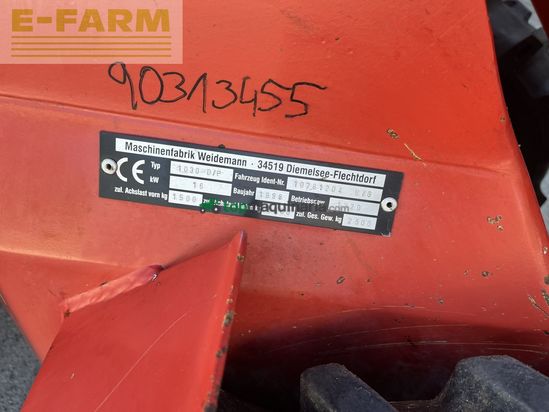 E-FARM
90313455
Maschinenfabrik Weidemann · 34519 Diemelsee-Flechtdorf
CE Typ 1030 D/P Fahrzeug Ident-Nr.
kW 16 Baujahr 1996 Betriebsgew.
zul. Achslast vorn kg 1500 zul. Ges. Gew. kg 2500